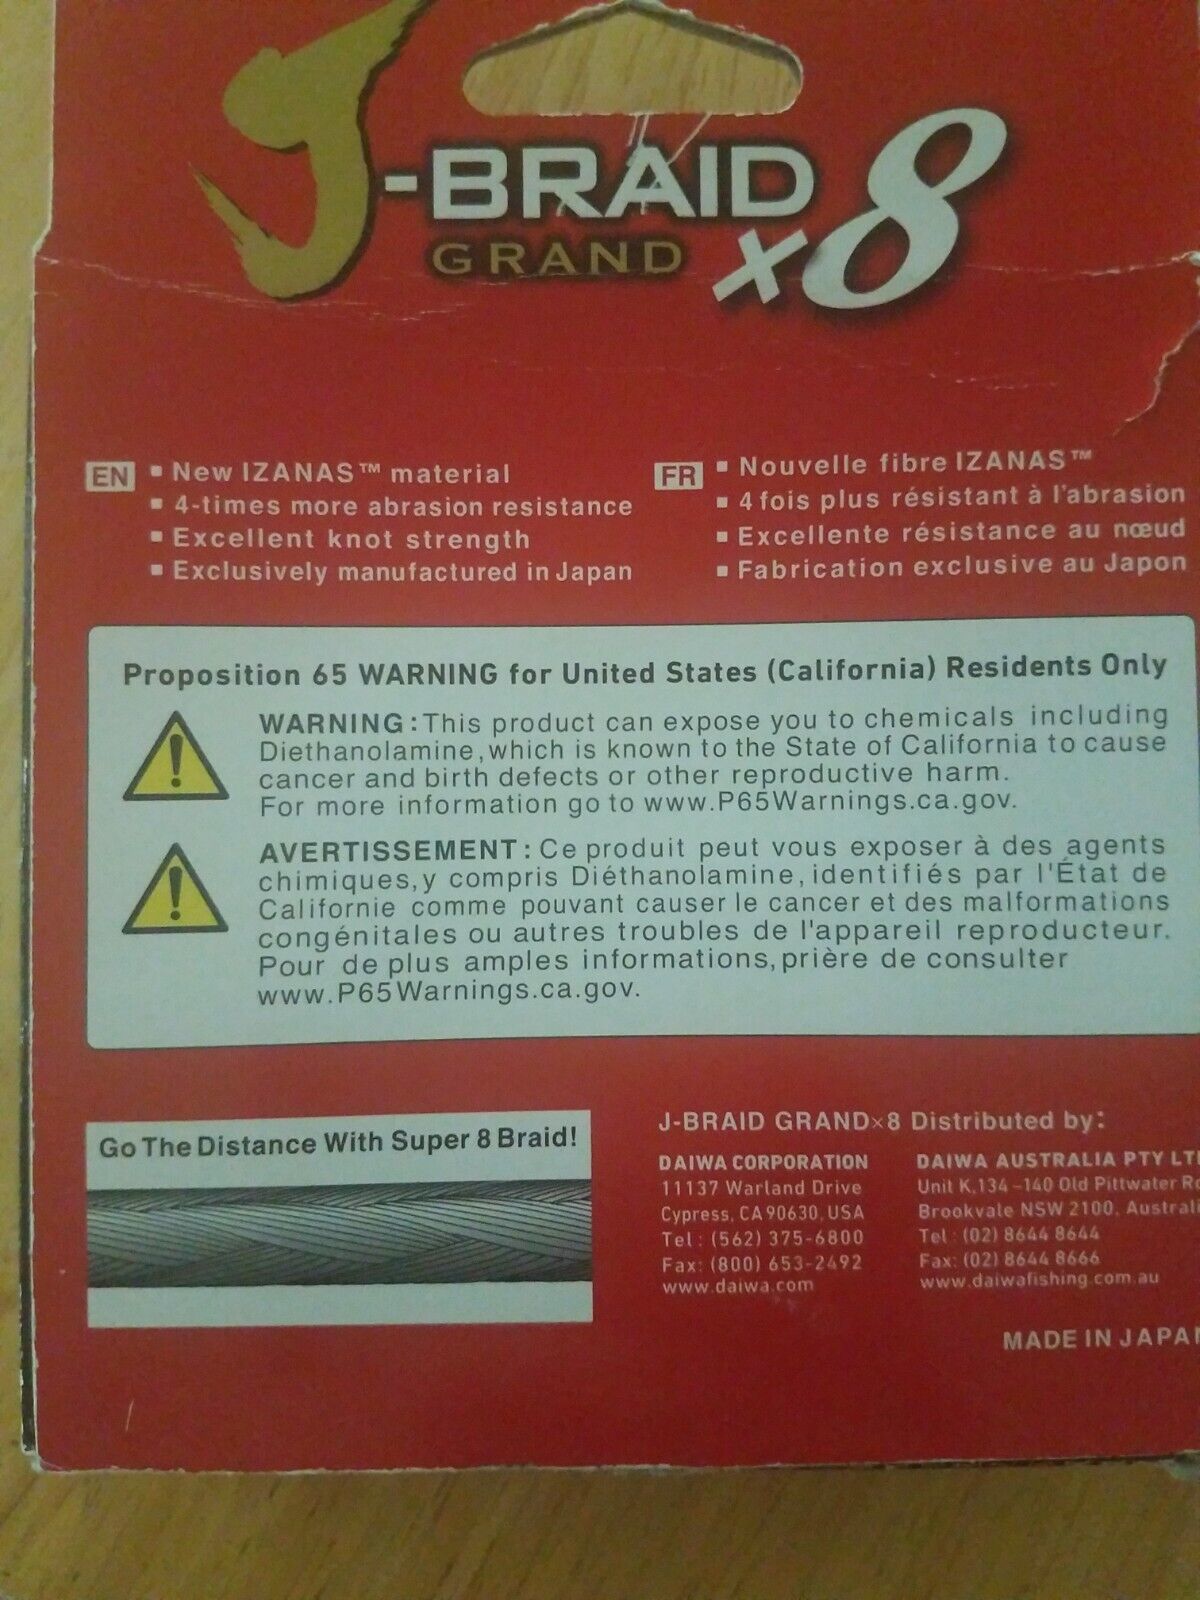 J-BRAID
GRAND x8
EN
▪ New IZANAS™ material
▪ 4-times more abrasion resistance
▪ Excellent knot strength
▪ Exclusively manufactured in Japan
FR
▪ Nouvelle fibre IZANAS™
▪ 4 fois plus résistant à l'abrasion
▪ Excellente résistance au nœud
▪ Fabrication exclusive au Japon
Proposition 65 WARNING for United States (California) Residents Only
WARNING: This product can expose you to chemicals including
Diethanolamine, which is known to the State of California to cause
cancer and birth defects or other reproductive harm.
For more information go to www.P65Warnings.ca.gov.
AVERTISSEMENT: Ce produit peut vous exposer à des agents
chimiques, y compris Diéthanolamine, identifiés par l'État de
Californie comme pouvant causer le cancer et des malformations
congénitales ou autres troubles de l'appareil reproducteur.
Pour de plus amples informations, prière de consulter
www.P65Warnings.ca.gov.
Go The Distance With Super 8 Braid!
J-BRAID GRAND×8 Distributed by:
DAIWA CORPORATION
11137 Warland Drive
Cypress, CA 90630, USA
Tel : (562) 375-6800
Fax: (800) 653-2492
www.daiwa.com
DAIWA AUSTRALIA PTY
Unit K,134-140 Old Pittwater
Brookvale NSW 2100,
Tel : (02) 8644 8644
Fax: (02) 8644 8666
www.daiwafishing.com.au
MADE IN